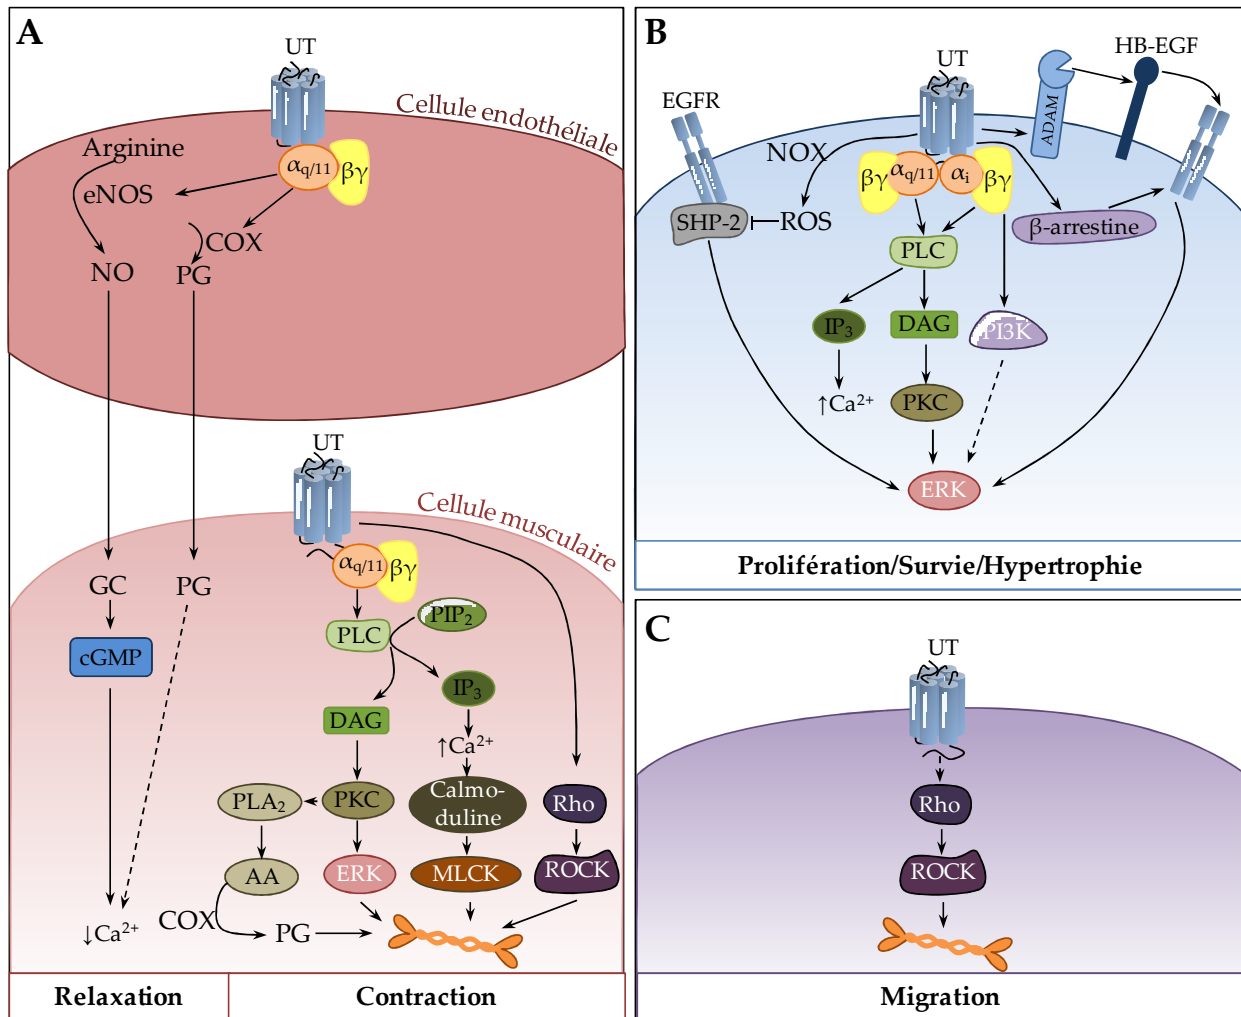 A
UT
Cellule endothéliale
Arginine
α q/11
βγ
eNOS
COX
NO
PG
UT
Cellule musculaire
α q/11
βγ
GC
PG
PIP2
PLC
cGMP
IP3
DAG
↑Ca2+
PLA2
PKC
Calmo-
duline
Rho
AA
ERK
MLCK
ROCK
COX
PG
↓Ca2+
Relaxation
Contraction
B
UT
HB-EGF
EGFR
ADAM
NOX
βγ
αq/11
αi
βγ
SHP-2
ROS
β-arrestine
PLC
IP3
DAG
PI3K
↑Ca2+
PKC
ERK
Prolifération/Survie/Hypertrophie
C
UT
Rho
ROCK
Migration